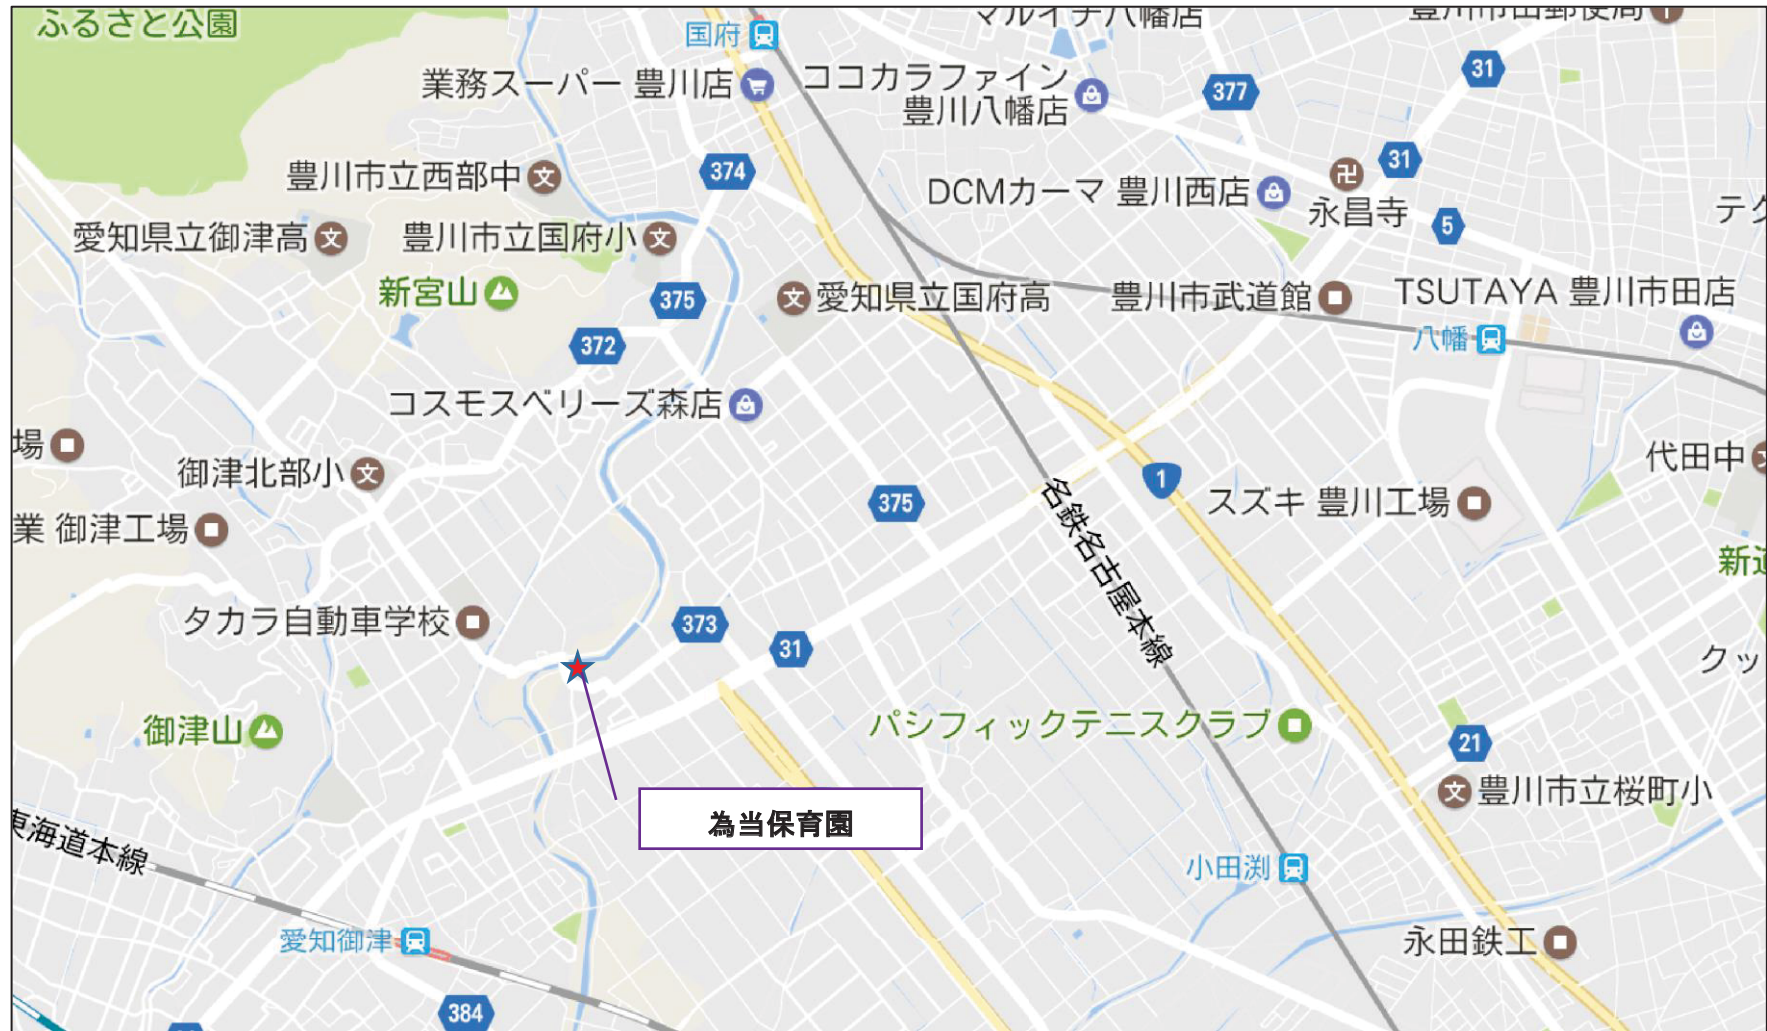 ふるさと公園
国府
マルイチ八幡店
業務スーパー 豊川店
ココカラファイン
豊川八幡店
377
31
豊川市立西部中
374
31
DCMカーマ 豊川西店
永昌寺
5
愛知県立御津高
豊川市立国府小
新宮山
375
愛知県立国府高
豊川市武道館
TSUTAYA 豊川市田店
372
八幡
コスモスベリーズ森店
場
御津北部小
代田中
375
1
スズキ 豊川工場
業 御津工場
名鉄名古屋本線
タカラ自動車学校
373
31
クッ
御津山
パシフィックテニスクラブ
21
豊川市立桜町小
為当保育園
東海道本線
小田渕
愛知御津
永田鉄工
384